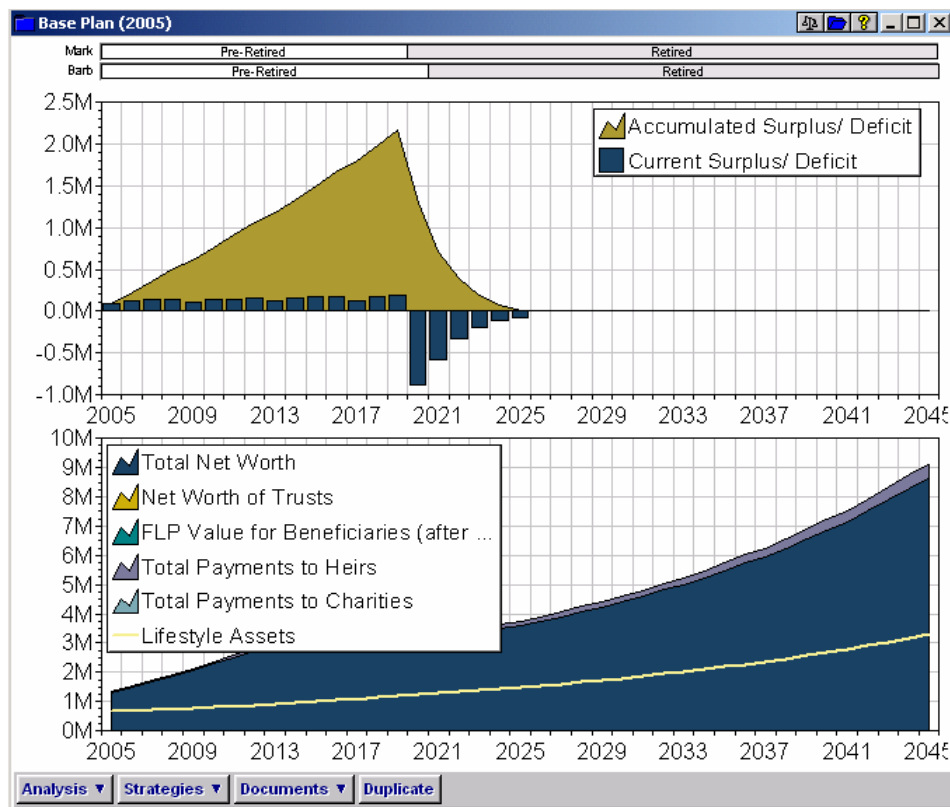 Base Plan (2005)
Mark Pre-Retired Retired
Barb Pre-Retired Retired
2.5M
2.0M
1.5M
1.0M
0.5M
0.0M
-0.5M
-1.0M
Accumulated Surplus/ Deficit
Current Surplus/ Deficit
2005 2009 2013 2017 2021 2025 2029 2033 2037 2041 2045
10M
9M
8M
7M
6M
5M
4M
3M
2M
1M
0M
Total Net Worth
Net Worth of Trusts
FLP Value for Beneficiaries (after ...
Total Payments to Heirs
Total Payments to Charities
Lifestyle Assets
2005 2009 2013 2017 2021 2025 2029 2033 2037 2041 2045
Analysis ▼ Strategies ▼ Documents ▼ Duplicate